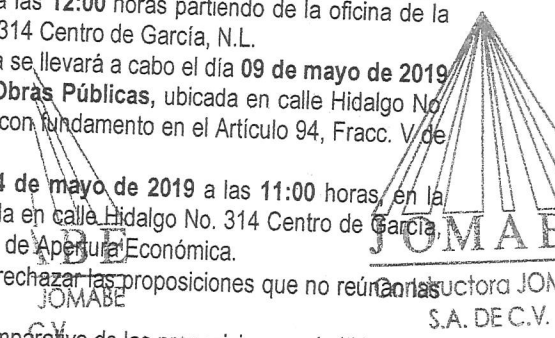 a las 12:00 horas partiendo de la oficina de la
314 Centro de García, N.L.
a se llevará a cabo el día 09 de mayo de 2019
Obras Públicas, ubicada en calle Hidalgo No
con fundamento en el Artículo 94, Fracc. V de
4 de mayo de 2019 a las 11:00 horas, en la
da en calle Hidalgo No. 314 Centro de García,
de Apertura Económica.
rechazar las proposiciones que no reúnan las
JOMAB
Constructora JOM
S.A. DE C.V.
ABE
JOMABE
C.V.